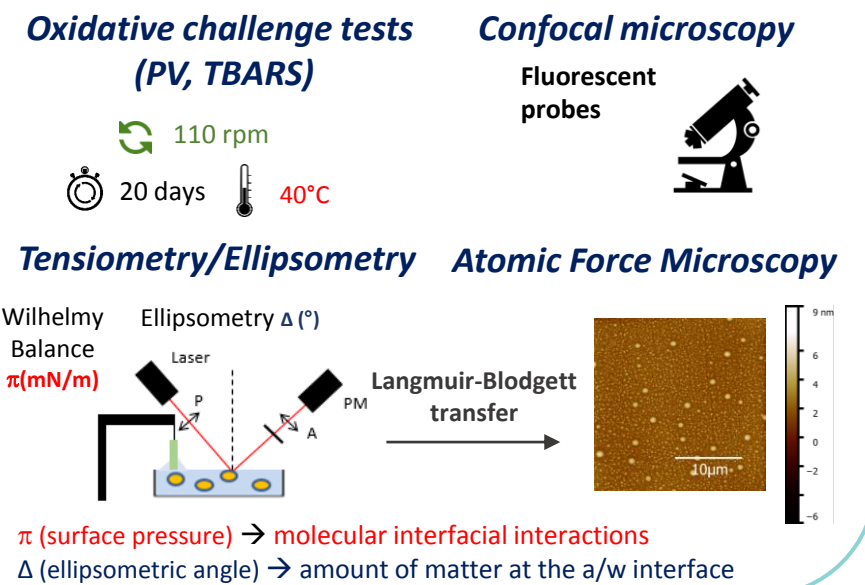 Oxidative challenge tests
(PV, TBARS)
110 rpm
20 days
40°C
Confocal microscopy
Fluorescent
probes
Tensiometry/Ellipsometry
Wilhelmy
Balance
π(mN/m)
Ellipsometry Δ (°)
Laser
P
A
PM
Langmuir-Blodgett
transfer
Atomic Force Microscopy
10μm
9 nm
6
4
2
0
−2
−4
−6
π (surface pressure) → molecular interfacial interactions
Δ (ellipsometric angle) → amount of matter at the a/w interface